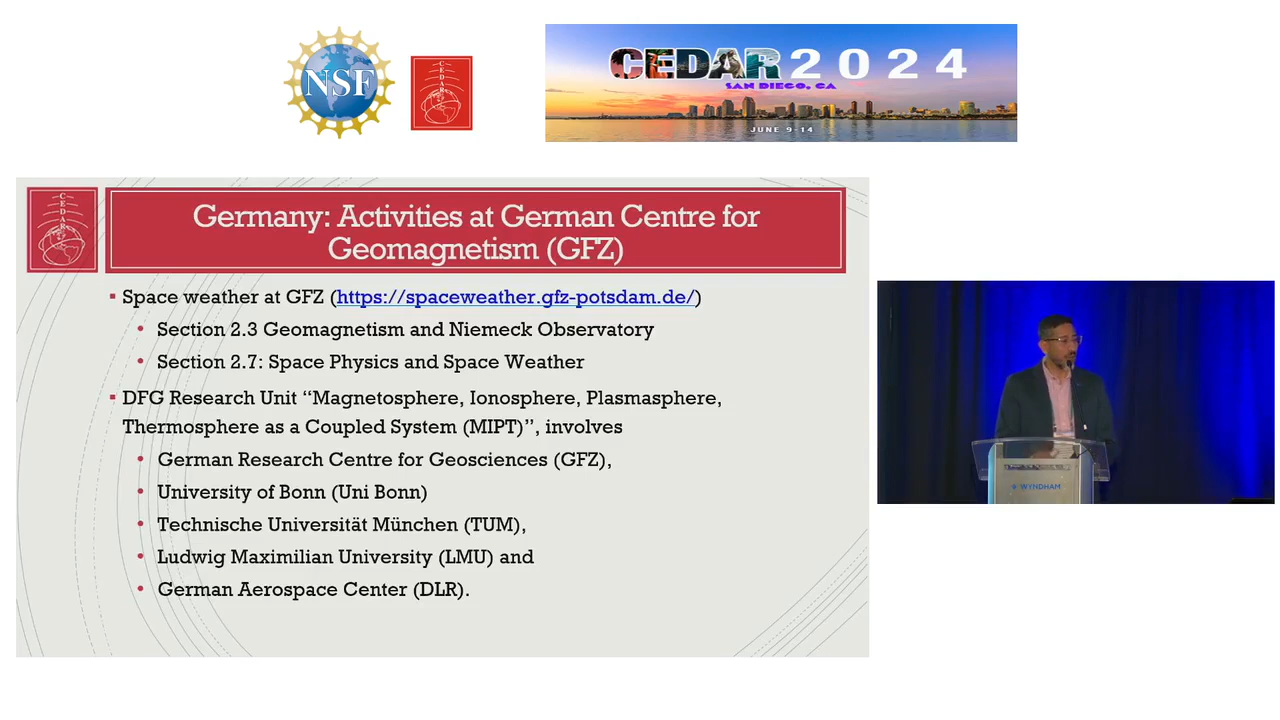 NSF
CEDAR
CEDAR 2024
SAN DIEGO, CA
JUNE 9-14
CEDAR
Germany: Activities at German Centre for
Geomagnetism (GFZ)
▪ Space weather at GFZ (https://spaceweather.gfz-potsdam.de/)
• Section 2.3 Geomagnetism and Niemeck Observatory
• Section 2.7: Space Physics and Space Weather
▪ DFG Research Unit “Magnetosphere, Ionosphere, Plasmasphere,
Thermosphere as a Coupled System (MIPT)”, involves
• German Research Centre for Geosciences (GFZ),
• University of Bonn (Uni Bonn)
• Technische Universität München (TUM),
• Ludwig Maximilian University (LMU) and
• German Aerospace Center (DLR).
WYNDHAM